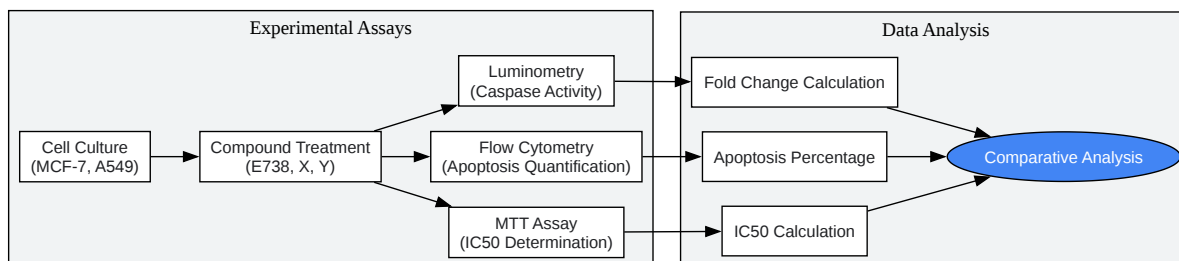 Experimental Assays
Data Analysis
Luminometry
(Caspase Activity)
Fold Change Calculation
Cell Culture
(MCF-7, A549)
Compound Treatment
(E738, X, Y)
Flow Cytometry
(Apoptosis Quantification)
Apoptosis Percentage
Comparative Analysis
MTT Assay
(IC50 Determination)
IC50 Calculation